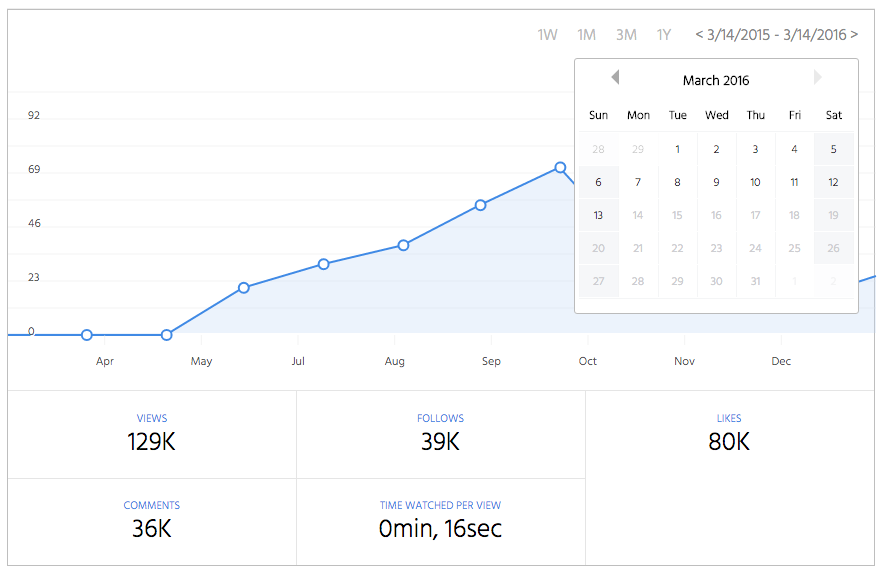 1W 1M 3M 1Y < 3/14/2015 - 3/14/2016 >
March 2016
Sun Mon Tue Wed Thu Fri Sat
28 29 1 2 3 4 5
6 7 8 9 10 11 12
13 14 15 16 17 18 19
20 21 22 23 24 25 26
27 28 29 30 31 1 2
92
69
46
23
0
Apr May Jul Aug Sep Oct Nov Dec
VIEWS
129K
FOLLOWS
39K
LIKES
80K
COMMENTS
36K
TIME WATCHED PER VIEW
0min, 16sec